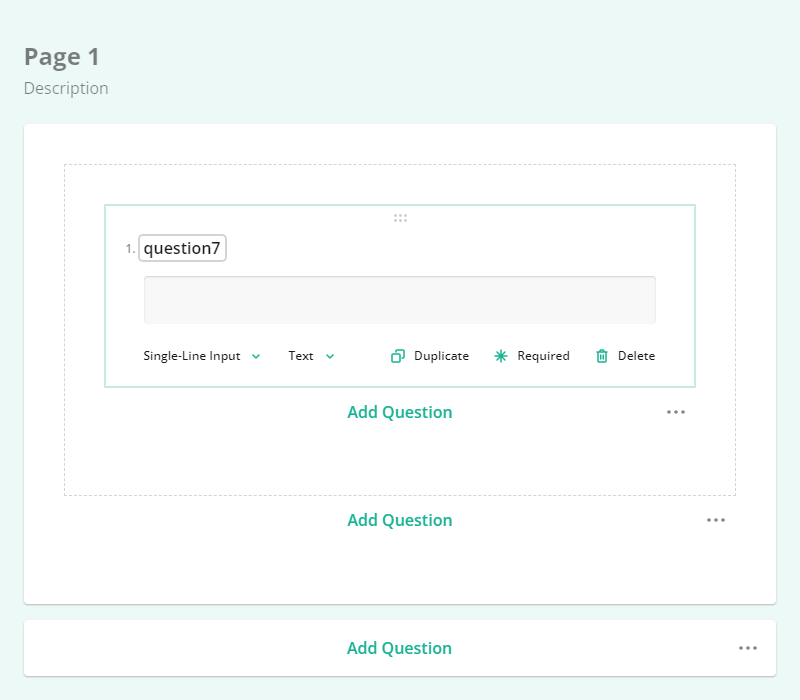 Page 1
Description
1. question7
Single-Line Input Text Duplicate Required Delete
Add Question
Add Question
Add Question